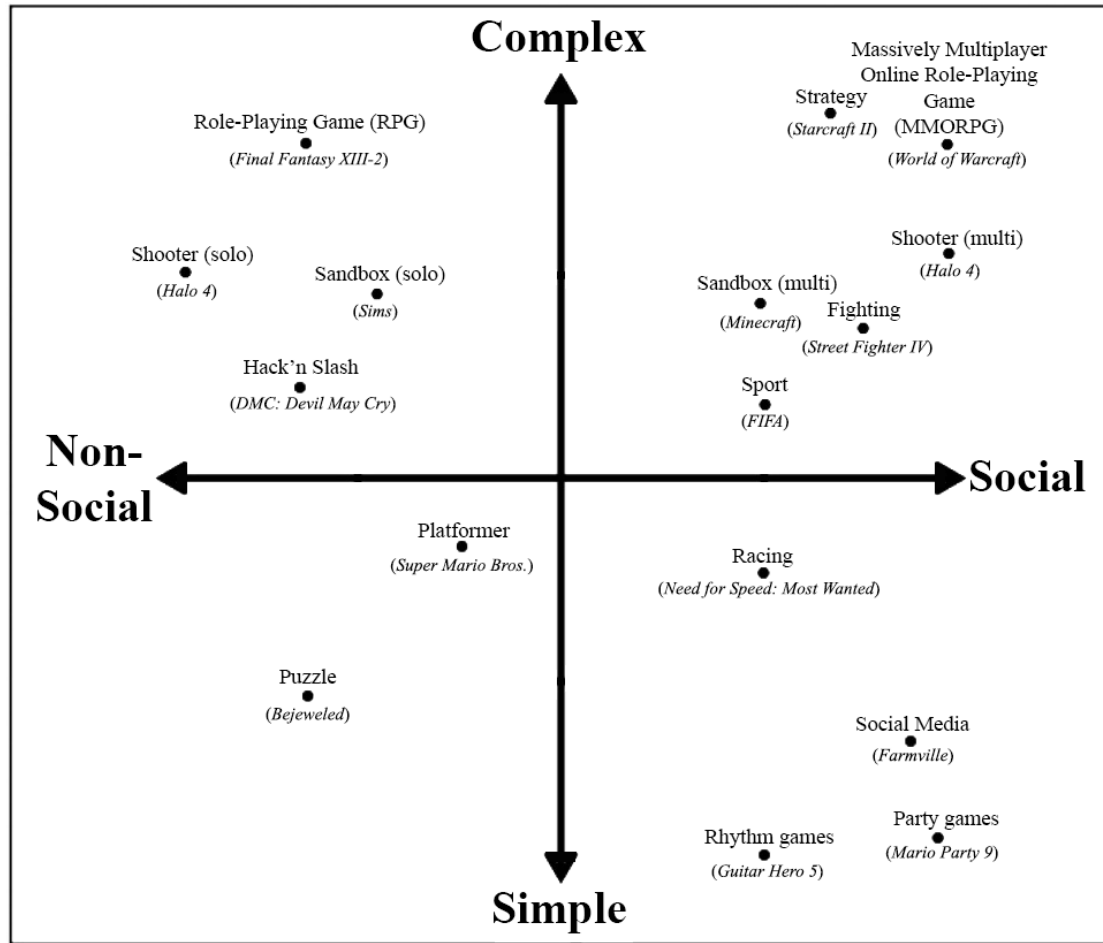 Complex
Massively Multiplayer
Online Role-Playing
Game
(MMORPG)
(World of Warcraft)
Strategy
(Starcraft II)
Role-Playing Game (RPG)
(Final Fantasy XIII-2)
Shooter (solo)
(Halo 4)
Sandbox (solo)
(Sims)
Shooter (multi)
(Halo 4)
Sandbox (multi)
(Minecraft)
Fighting
(Street Fighter IV)
Hack’n Slash
(DMC: Devil May Cry)
Sport
(FIFA)
Non-
Social
Social
Platformer
(Super Mario Bros.)
Racing
(Need for Speed: Most Wanted)
Puzzle
(Bejeweled)
Social Media
(Farmville)
Party games
(Mario Party 9)
Rhythm games
(Guitar Hero 5)
Simple